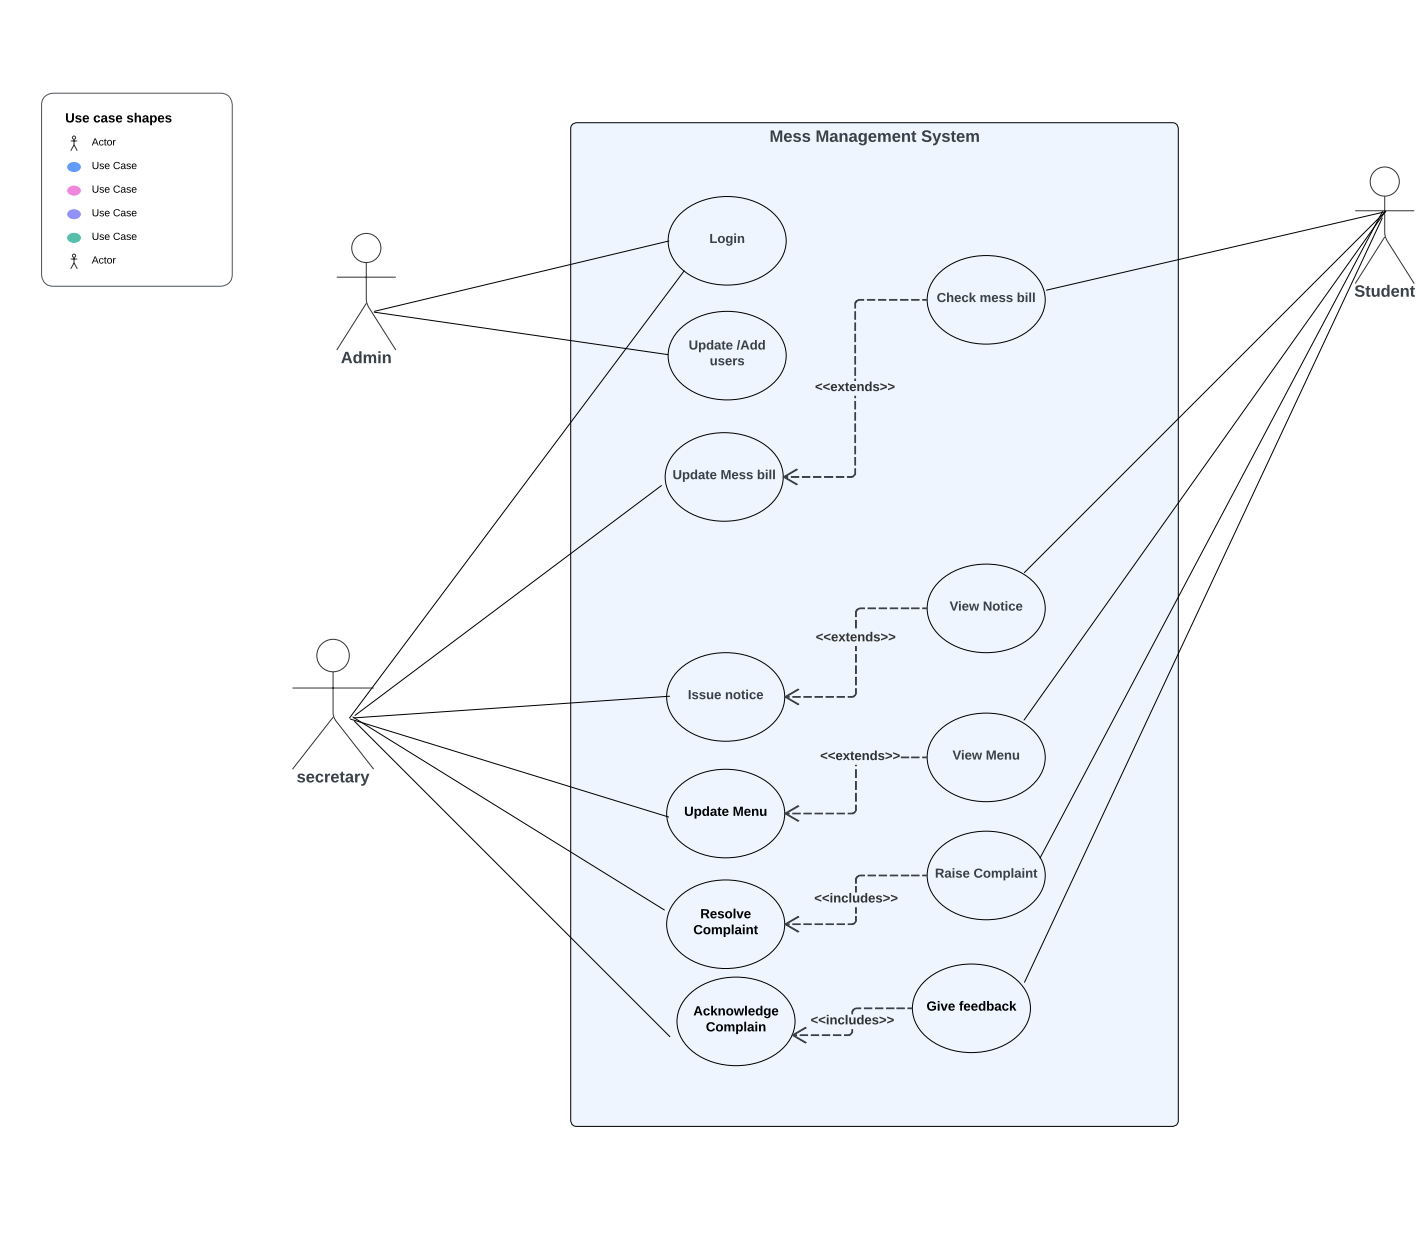 Use case shapes
Actor
Use Case
Use Case
Use Case
Use Case
Actor
Mess Management System
Login
Check mess bill
Student
Update /Add
users
Admin
<<extends>>
Update Mess bill
View Notice
<<extends>>
Issue notice
secretary
<<extends>>
View Menu
Update Menu
Raise Complaint
<<includes>>
Resolve
Complaint
Give feedback
Acknowledge
Complain
<<includes>>